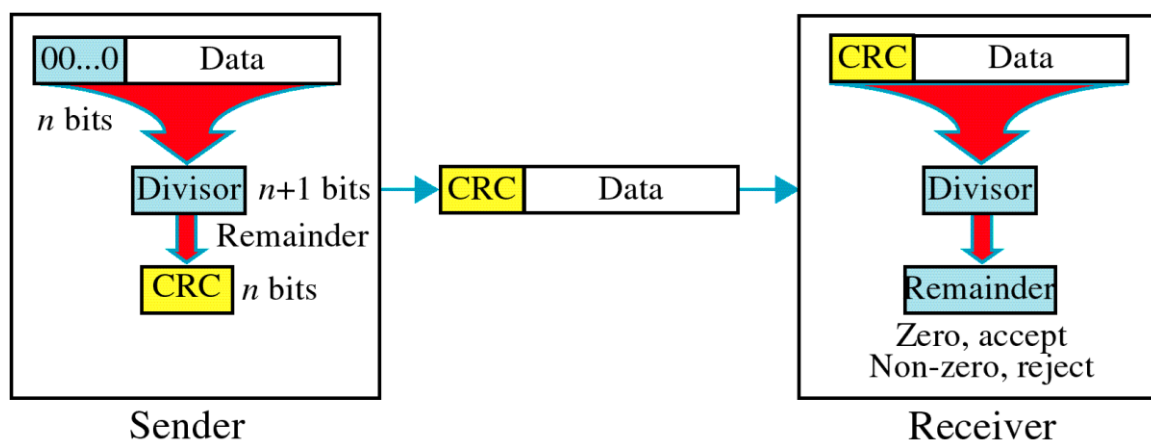 00...0 Data
n bits
Divisor n+1 bits
Remainder
CRC n bits
Sender
CRC Data
CRC Data
Divisor
Remainder
Zero, accept
Non-zero, reject
Receiver